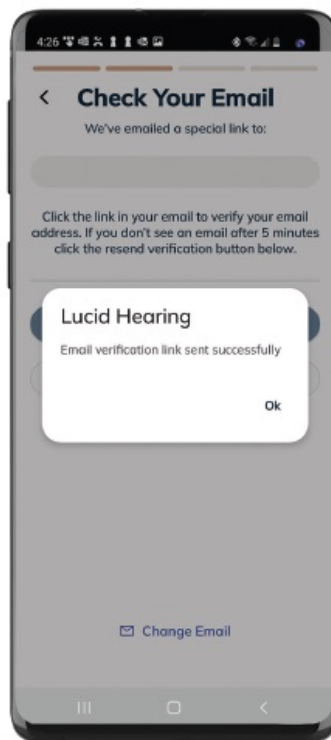 4:26
Check Your Email
We've emailed a special link to:
Click the link in your email to verify your email
address. If you don't see an email after 5 minutes
click the resend verification button below.
Lucid Hearing
Email verification link sent successfully
Ok
Change Email